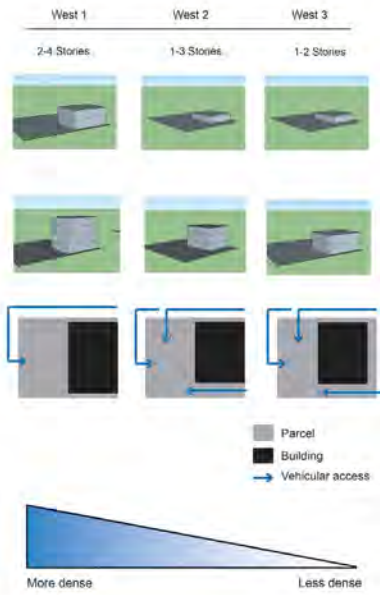 West 1 West 2 West 3
2-4 Stories 1-3 Stories 1-2 Stories
Parcel
Building
Vehicular access
More dense Less dense